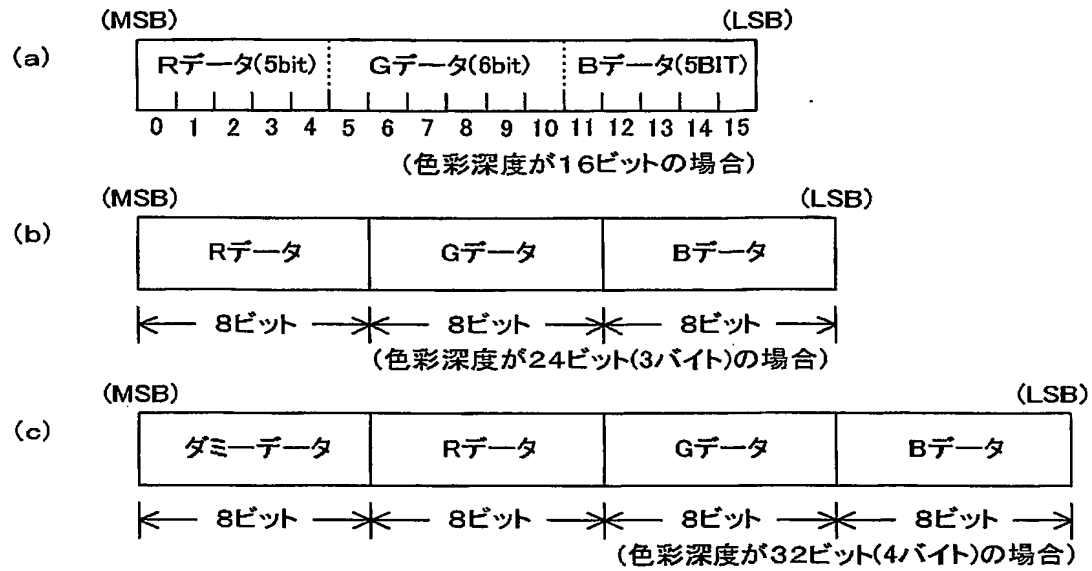 (MSB) (LSB)
(a)
Rデータ(5bit) Gデータ(6bit) Bデータ(5BIT)
0 1 2 3 4 5 6 7 8 9 10 11 12 13 14 15
(色彩深度が16ビットの場合)
(MSB) (LSB)
(b)
Rデータ Gデータ Bデータ
8ビット 8ビット 8ビット
(色彩深度が24ビット(3バイト)の場合)
(MSB) (LSB)
(c)
ダミーデータ Rデータ Gデータ Bデータ
8ビット 8ビット 8ビット 8ビット
(色彩深度が32ビット(4バイト)の場合)